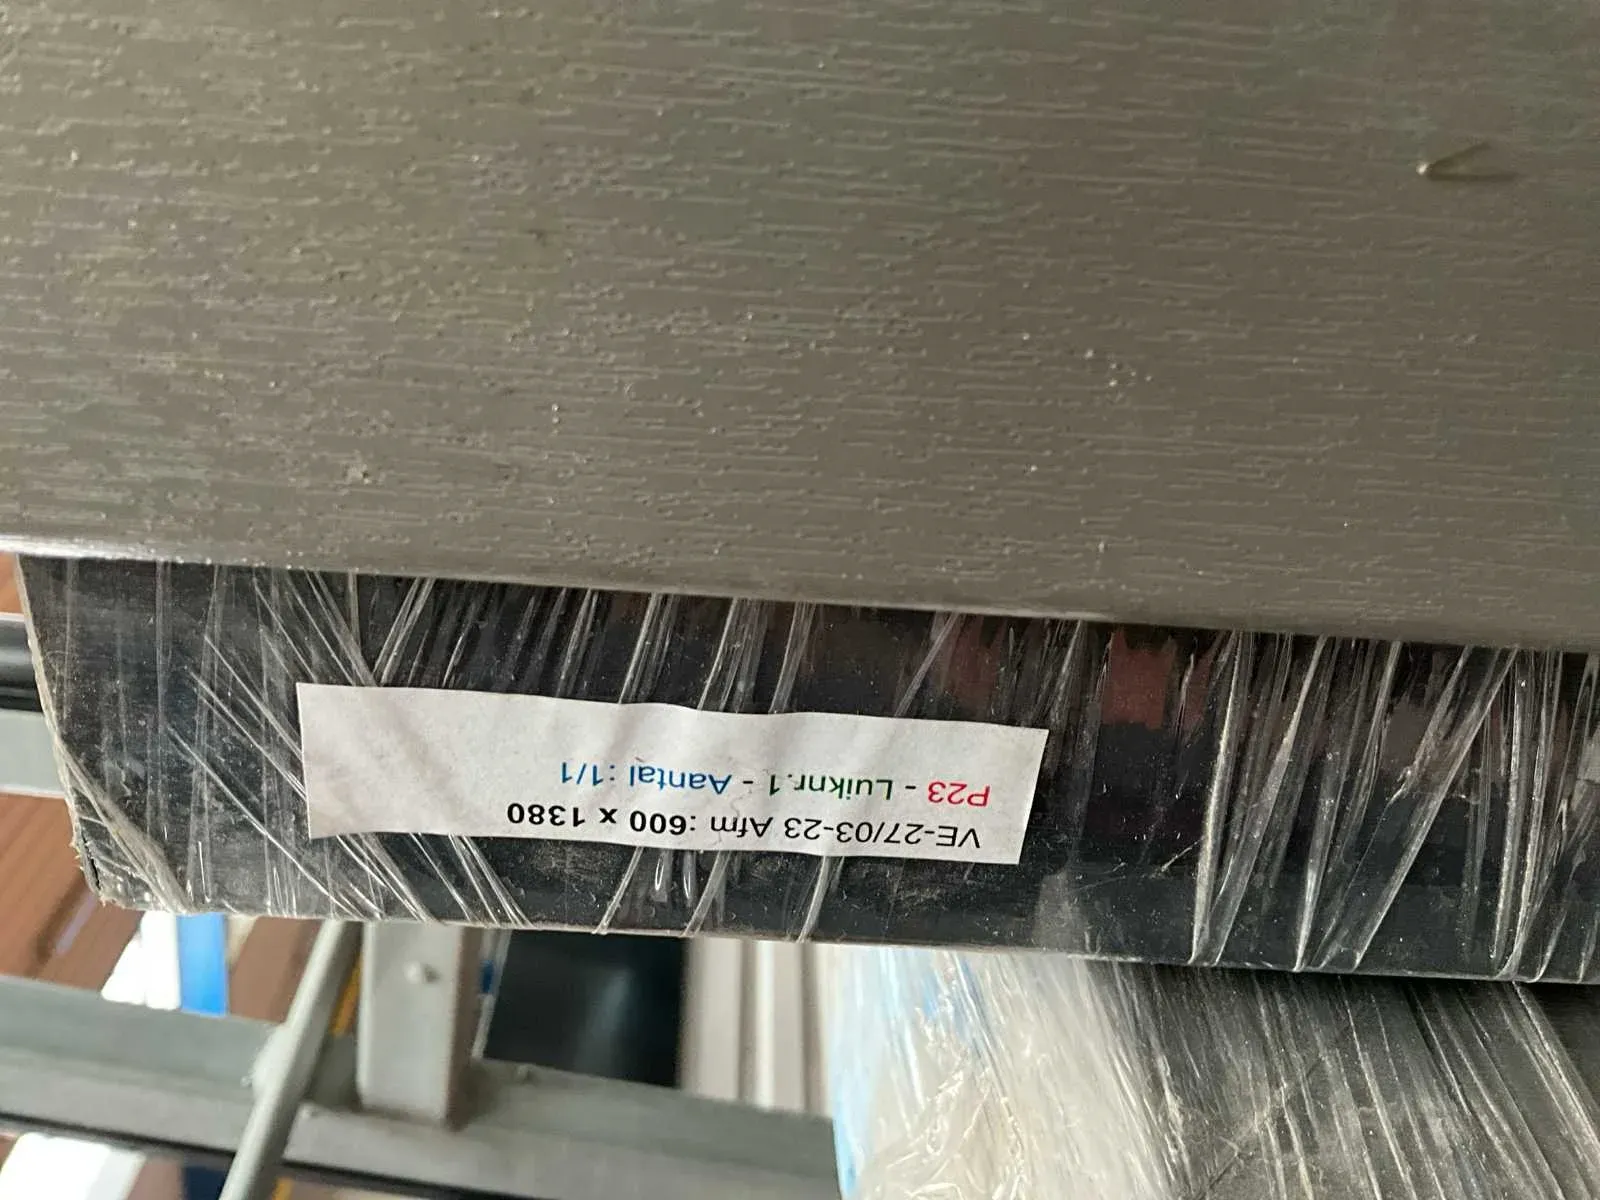 VE-27/03-23 Afm :600 x 1380
P23 - Luiknr.1 - Aantal :1/1